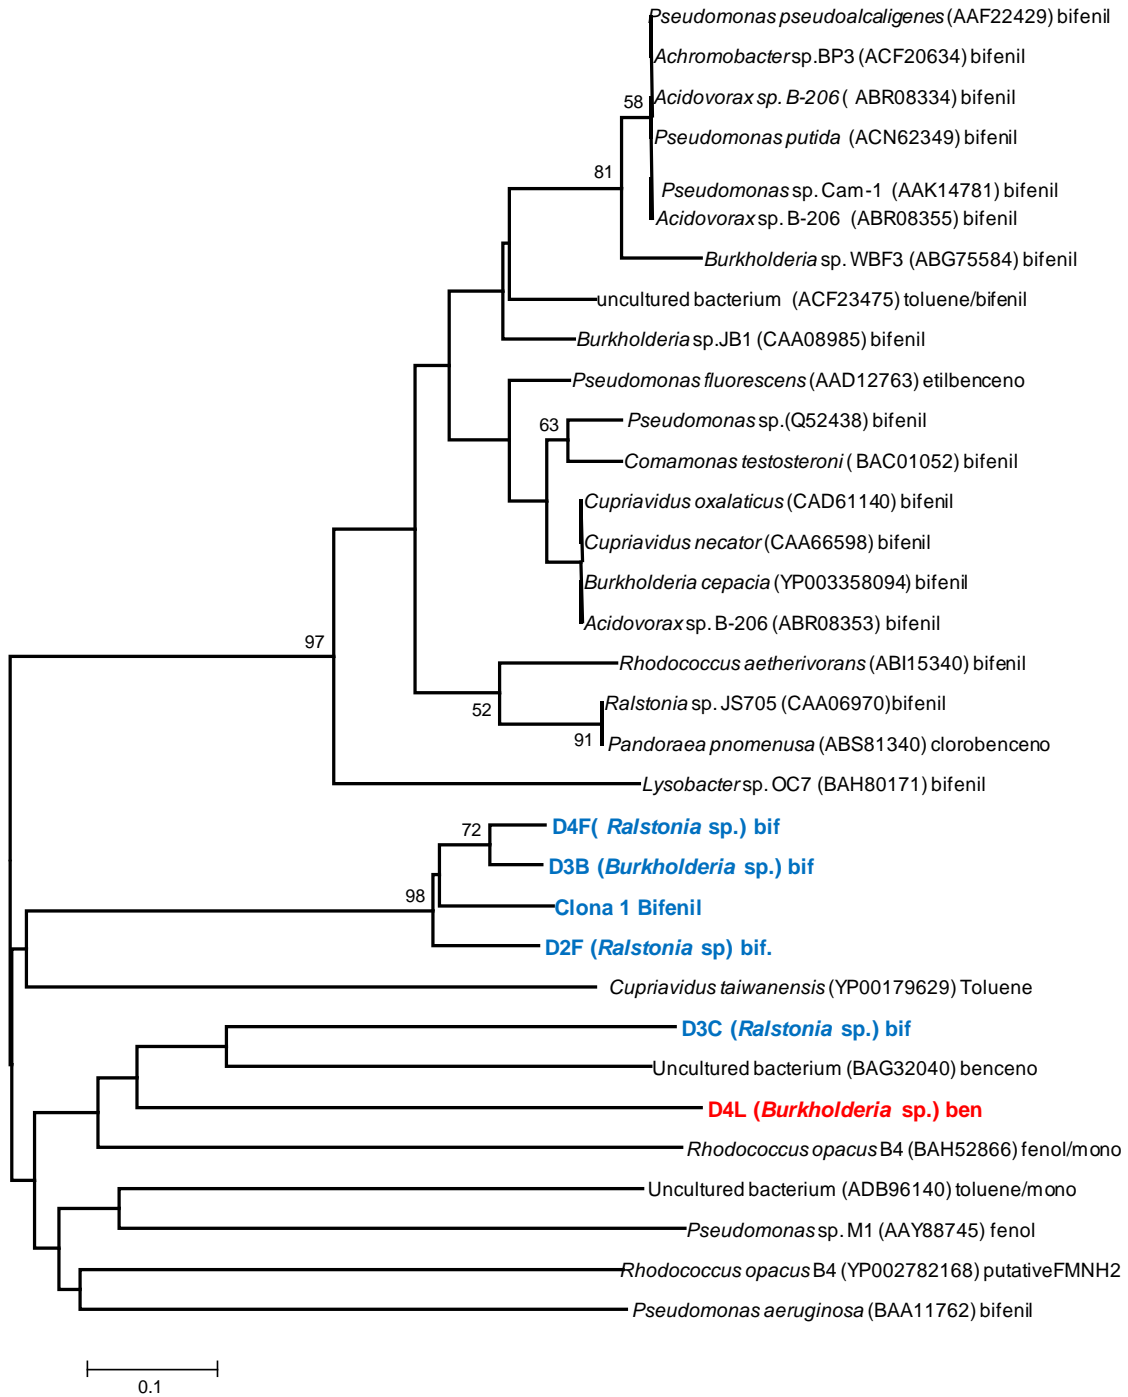 Pseudomonas pseudoalcaligenes (AAF22429) bifenil
Achromobacter sp.BP3 (ACF20634) bifenil
58
Acidovorax sp. B-206 ( ABR08334) bifenil
Pseudomonas putida (ACN62349) bifenil
81
Pseudomonas sp. Cam-1 (AAK14781) bifenil
Acidovorax sp. B-206 (ABR08355) bifenil
Burkholderia sp. WBF3 (ABG75584) bifenil
uncultured bacterium (ACF23475) toluene/bifenil
Burkholderia sp.JB1 (CAA08985) bifenil
Pseudomonas fluorescens (AAD12763) etilbenceno
63
Pseudomonas sp.(Q52438) bifenil
Comamonas testosteroni ( BAC01052) bifenil
Cupriavidus oxalaticus (CAD61140) bifenil
Cupriavidus necator (CAA66598) bifenil
Burkholderia cepacia (YP003358094) bifenil
Acidovorax sp. B-206 (ABR08353) bifenil
97
Rhodococcus aetherivorans (ABI15340) bifenil
52
Ralstonia sp. JS705 (CAA06970)bifenil
91
Pandoraea pnomenusa (ABS81340) clorobenceno
Lysobacter sp. OC7 (BAH80171) bifenil
72
D4F( Ralstonia sp.) bif
D3B (Burkholderia sp.) bif
98
Clona 1 Bifenil
D2F (Ralstonia sp) bif.
Cupriavidus taiwanensis (YP00179629) Toluene
D3C (Ralstonia sp.) bif
Uncultured bacterium (BAG32040) benceno
D4L (Burkholderia sp.) ben
Rhodococcus opacus B4 (BAH52866) fenol/mono
Uncultured bacterium (ADB96140) toluene/mono
Pseudomonas sp. M1 (AAY88745) fenol
Rhodococcus opacus B4 (YP002782168) putativeFMNH2
Pseudomonas aeruginosa (BAA11762) bifenil
0.1